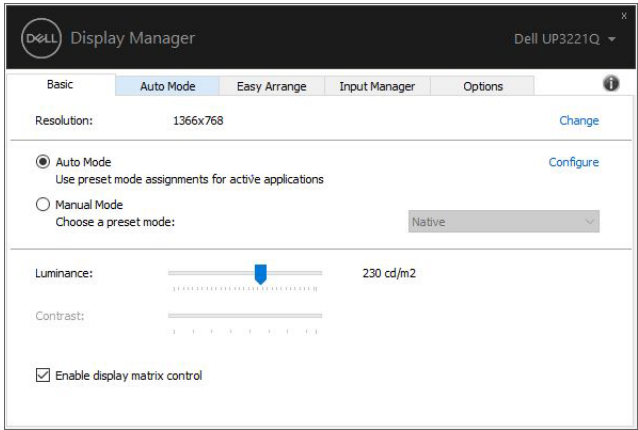 DELL Display Manager
x
Dell UP3221Q
Basic
Auto Mode
Easy Arrange
Input Manager
Options
i
Resolution:
1366x768
Change
Auto Mode
Configure
Use preset mode assignments for active applications
Manual Mode
Choose a preset mode:
Native
Luminance:
230 cd/m2
Contrast:
Enable display matrix control